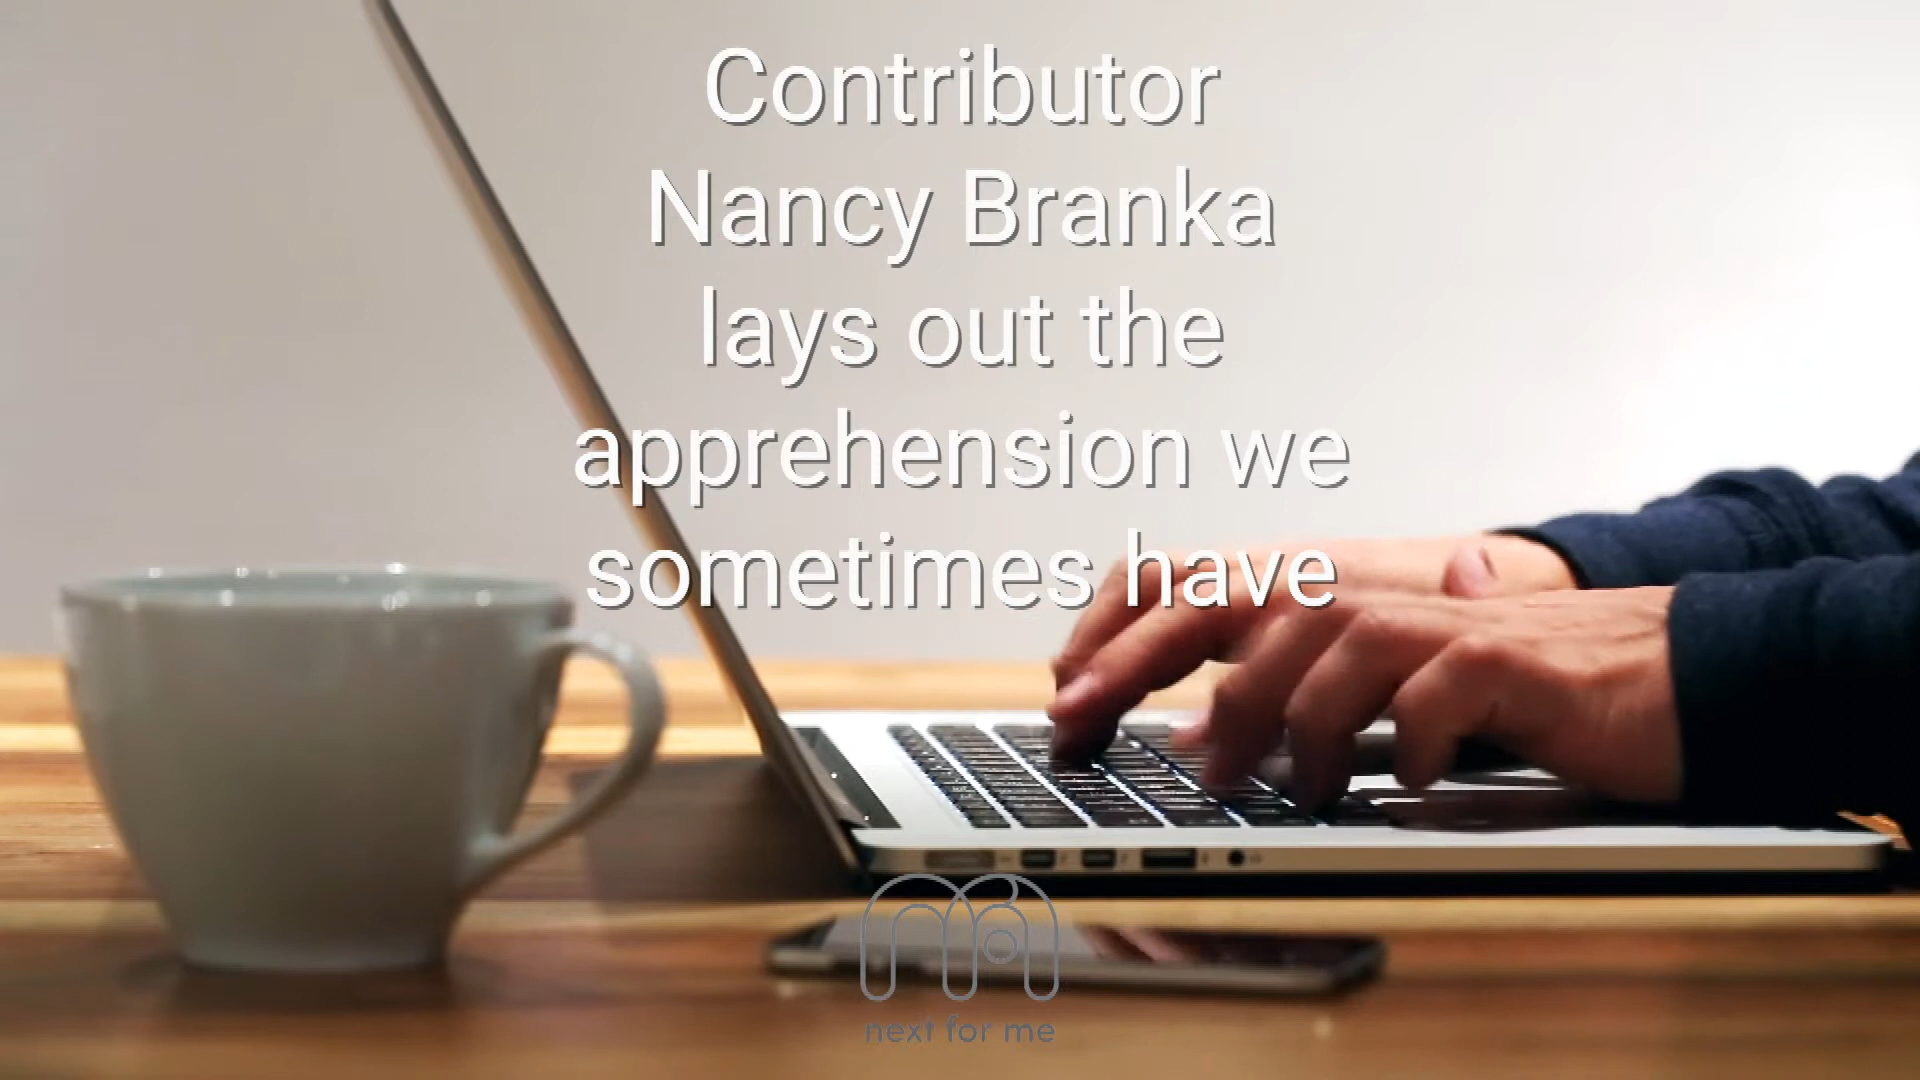 Contributor
Nancy Branka
lays out the
apprehension we
sometimes have
next for me